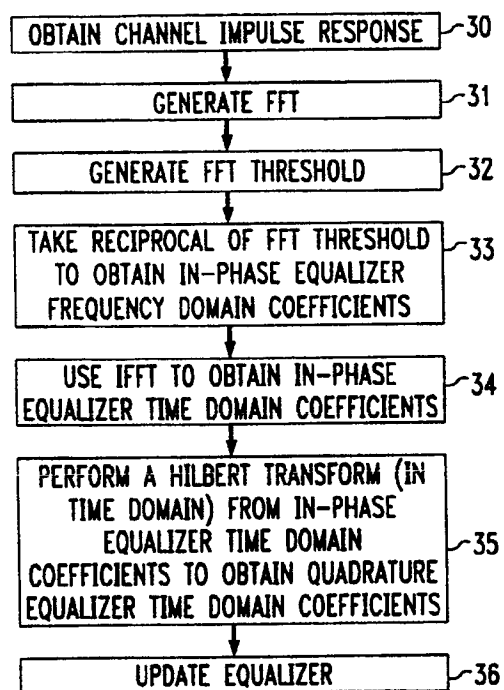 OBTAIN CHANNEL IMPULSE RESPONSE 30
GENERATE FFT 31
GENERATE FFT THRESHOLD 32
TAKE RECIPROCAL OF FFT THRESHOLD
TO OBTAIN IN-PHASE EQUALIZER
FREQUENCY DOMAIN COEFFICIENTS
33
USE IFFT TO OBTAIN IN-PHASE
EQUALIZER TIME DOMAIN COEFFICIENTS
34
PERFORM A HILBERT TRANSFORM (IN
TIME DOMAIN) FROM IN-PHASE
EQUALIZER TIME DOMAIN
COEFFICIENTS TO OBTAIN QUADRATURE
EQUALIZER TIME DOMAIN COEFFICIENTS
35
UPDATE EQUALIZER 36